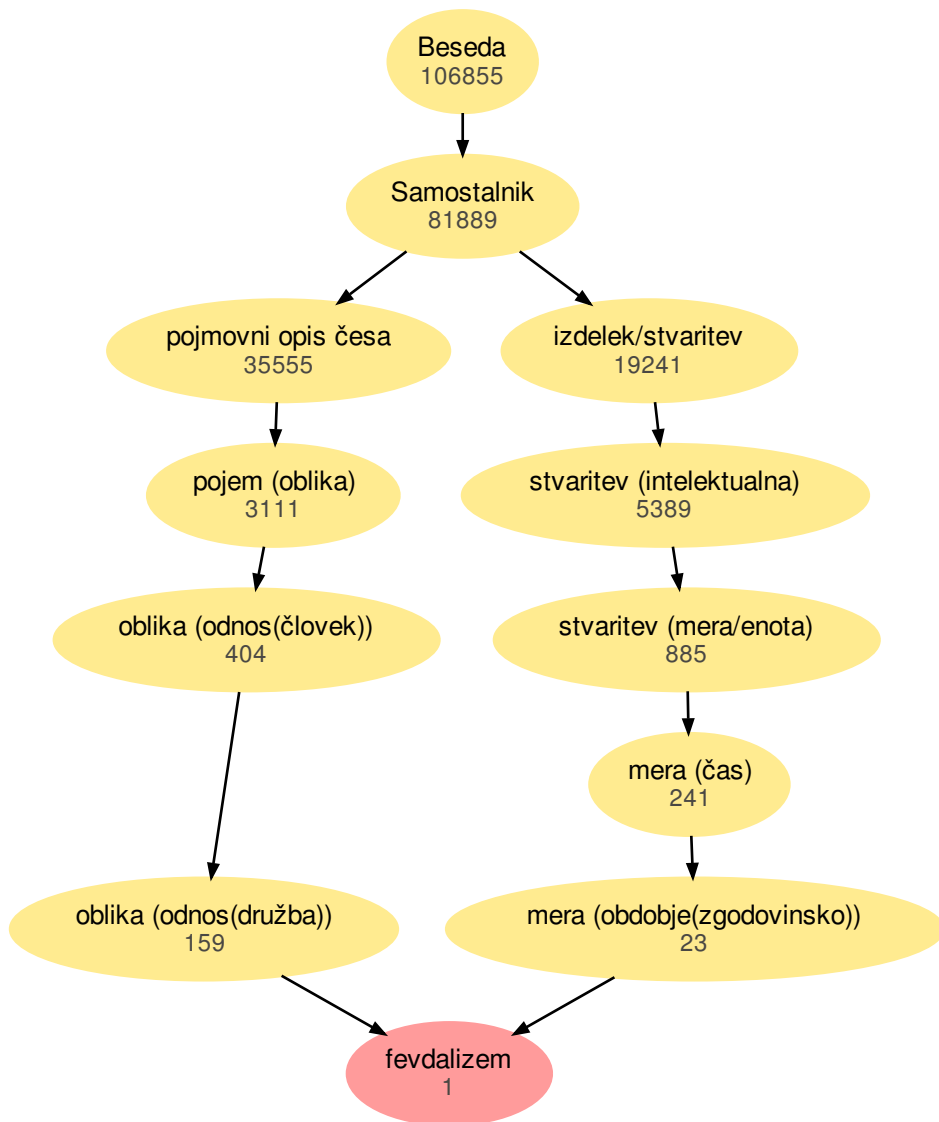 Beseda
106855
Samostalnik
81889
pojmovni opis česa
35555
izdelek/stvaritev
19241
pojem (oblika)
3111
stvaritev (intelektualna)
5389
oblika (odnos(človek))
404
stvaritev (mera/enota)
885
mera (čas)
241
oblika (odnos(družba))
159
mera (obdobje(zgodovinsko))
23
fevdalizem
1